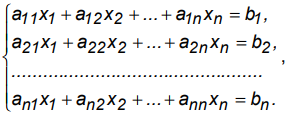 a₁₁x₁ + a₁₂x₂ + ... + a₁ₙxₙ = b₁,
a₂₁x₁ + a₂₂x₂ + ... + a₂ₙxₙ = b₂,
................................................
aₙ₁x₁ + aₙ₂x₂ + ... + aₙₙxₙ = bₙ.
,